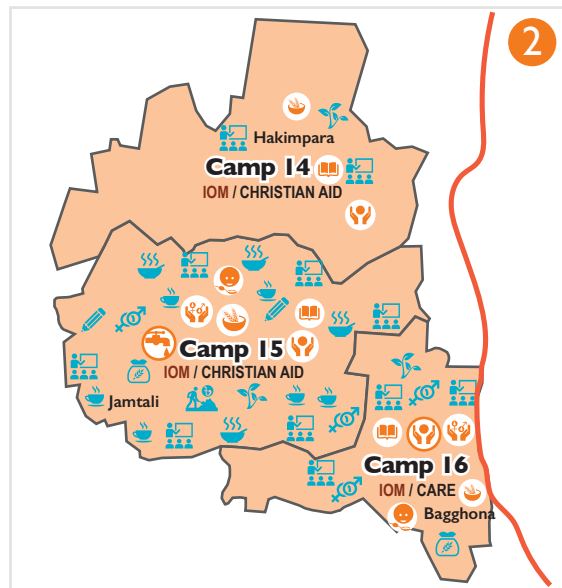 2
Hakimpara
Camp 14
IOM / CHRISTIAN AID
Camp 15
IOM / CHRISTIAN AID
Jamtali
Camp 16
IOM / CARE
Bagghona